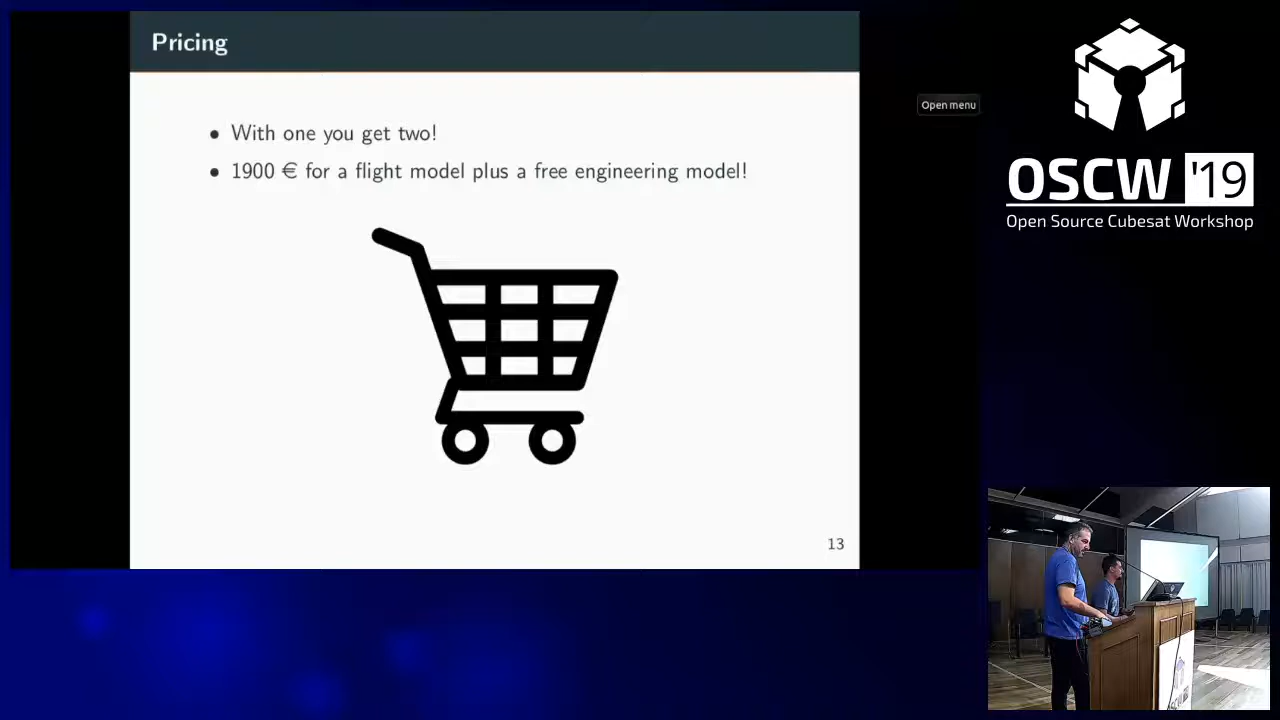 Pricing
• With one you get two!
• 1900 € for a flight model plus a free engineering model!
13
Open menu
OSCW '19
Open Source Cubesat Workshop